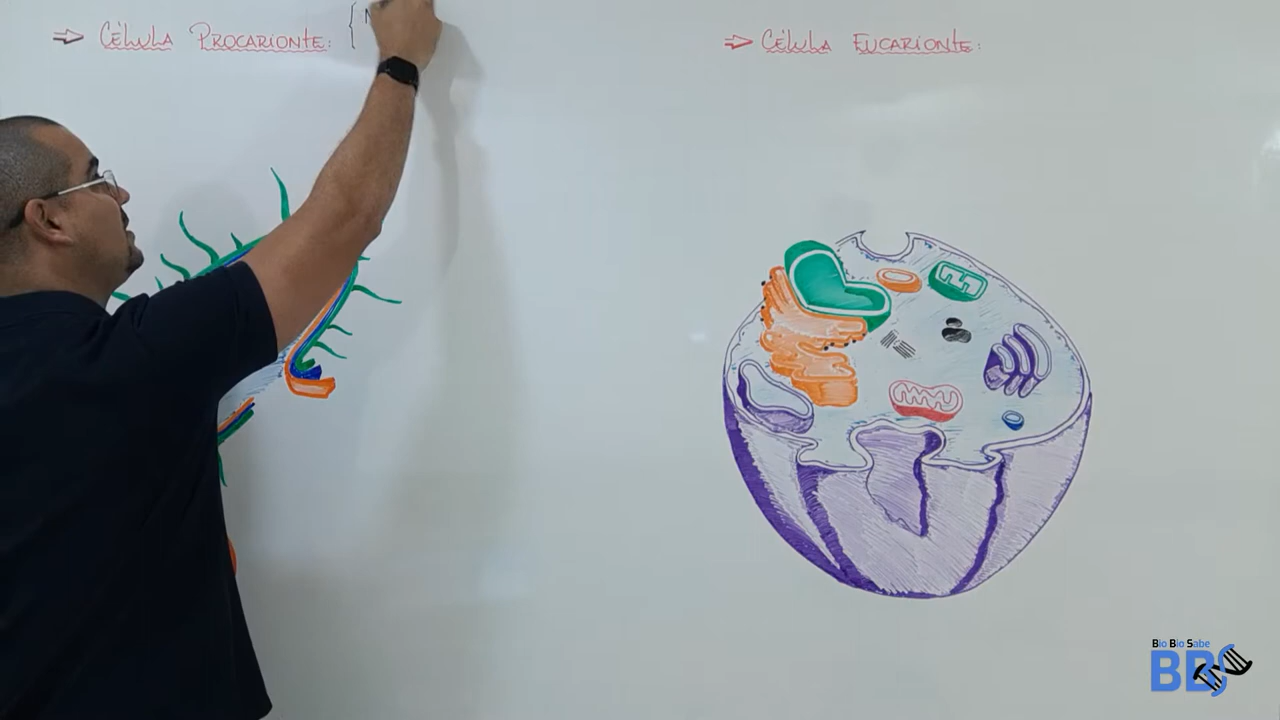 ⇒ CÉLULA PROCARIONTE: {
⇒ CÉLULA EUCARIONTE:
Bio Bio Sabe
BBS